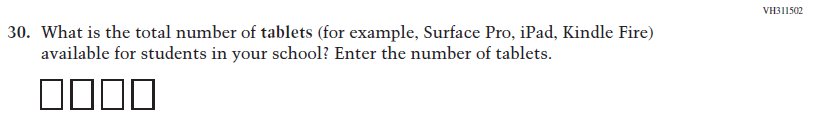 VH311502
30. What is the total number of tablets (for example, Surface Pro, iPad, Kindle Fire)
available for students in your school? Enter the number of tablets.